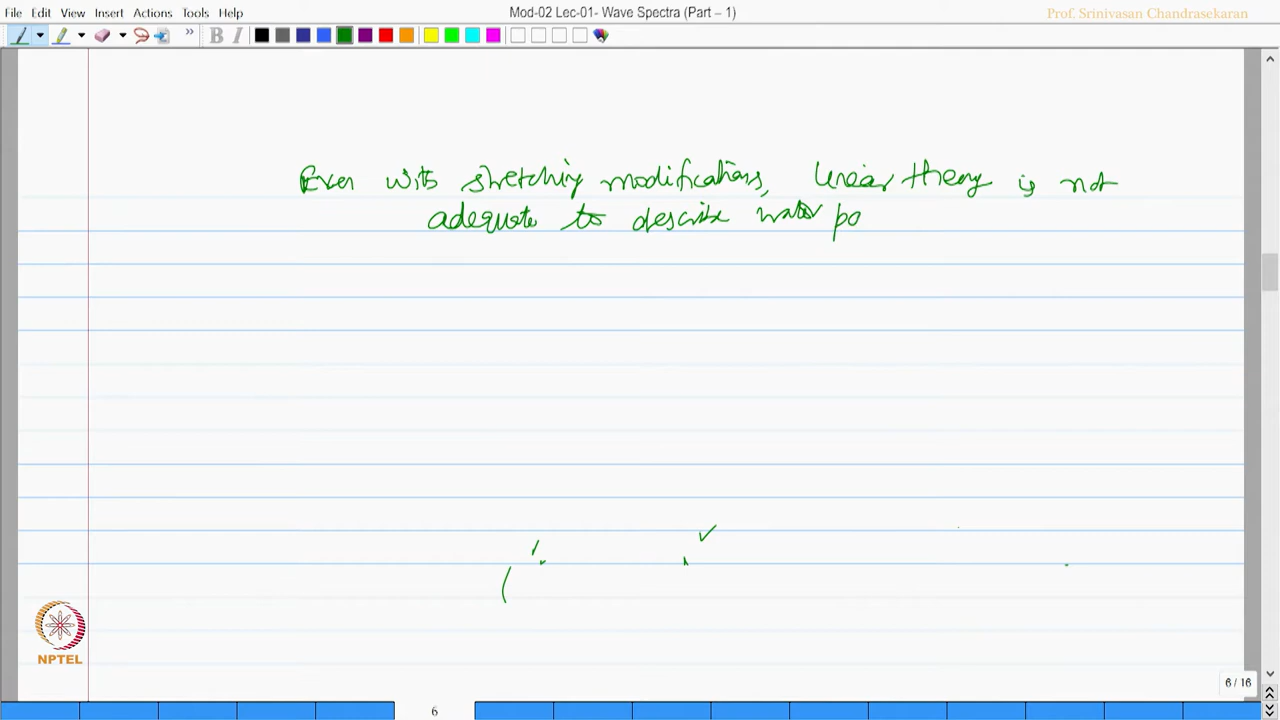 File Edit View Insert Actions Tools Help
Mod-02 Lec-01- Wave Spectra (Part – 1)
Prof. Srinivasan Chandrasekaran
B I
Even with stretching modifications, linear theory is not
adequate to describe water po
NPTEL
6 / 16
6